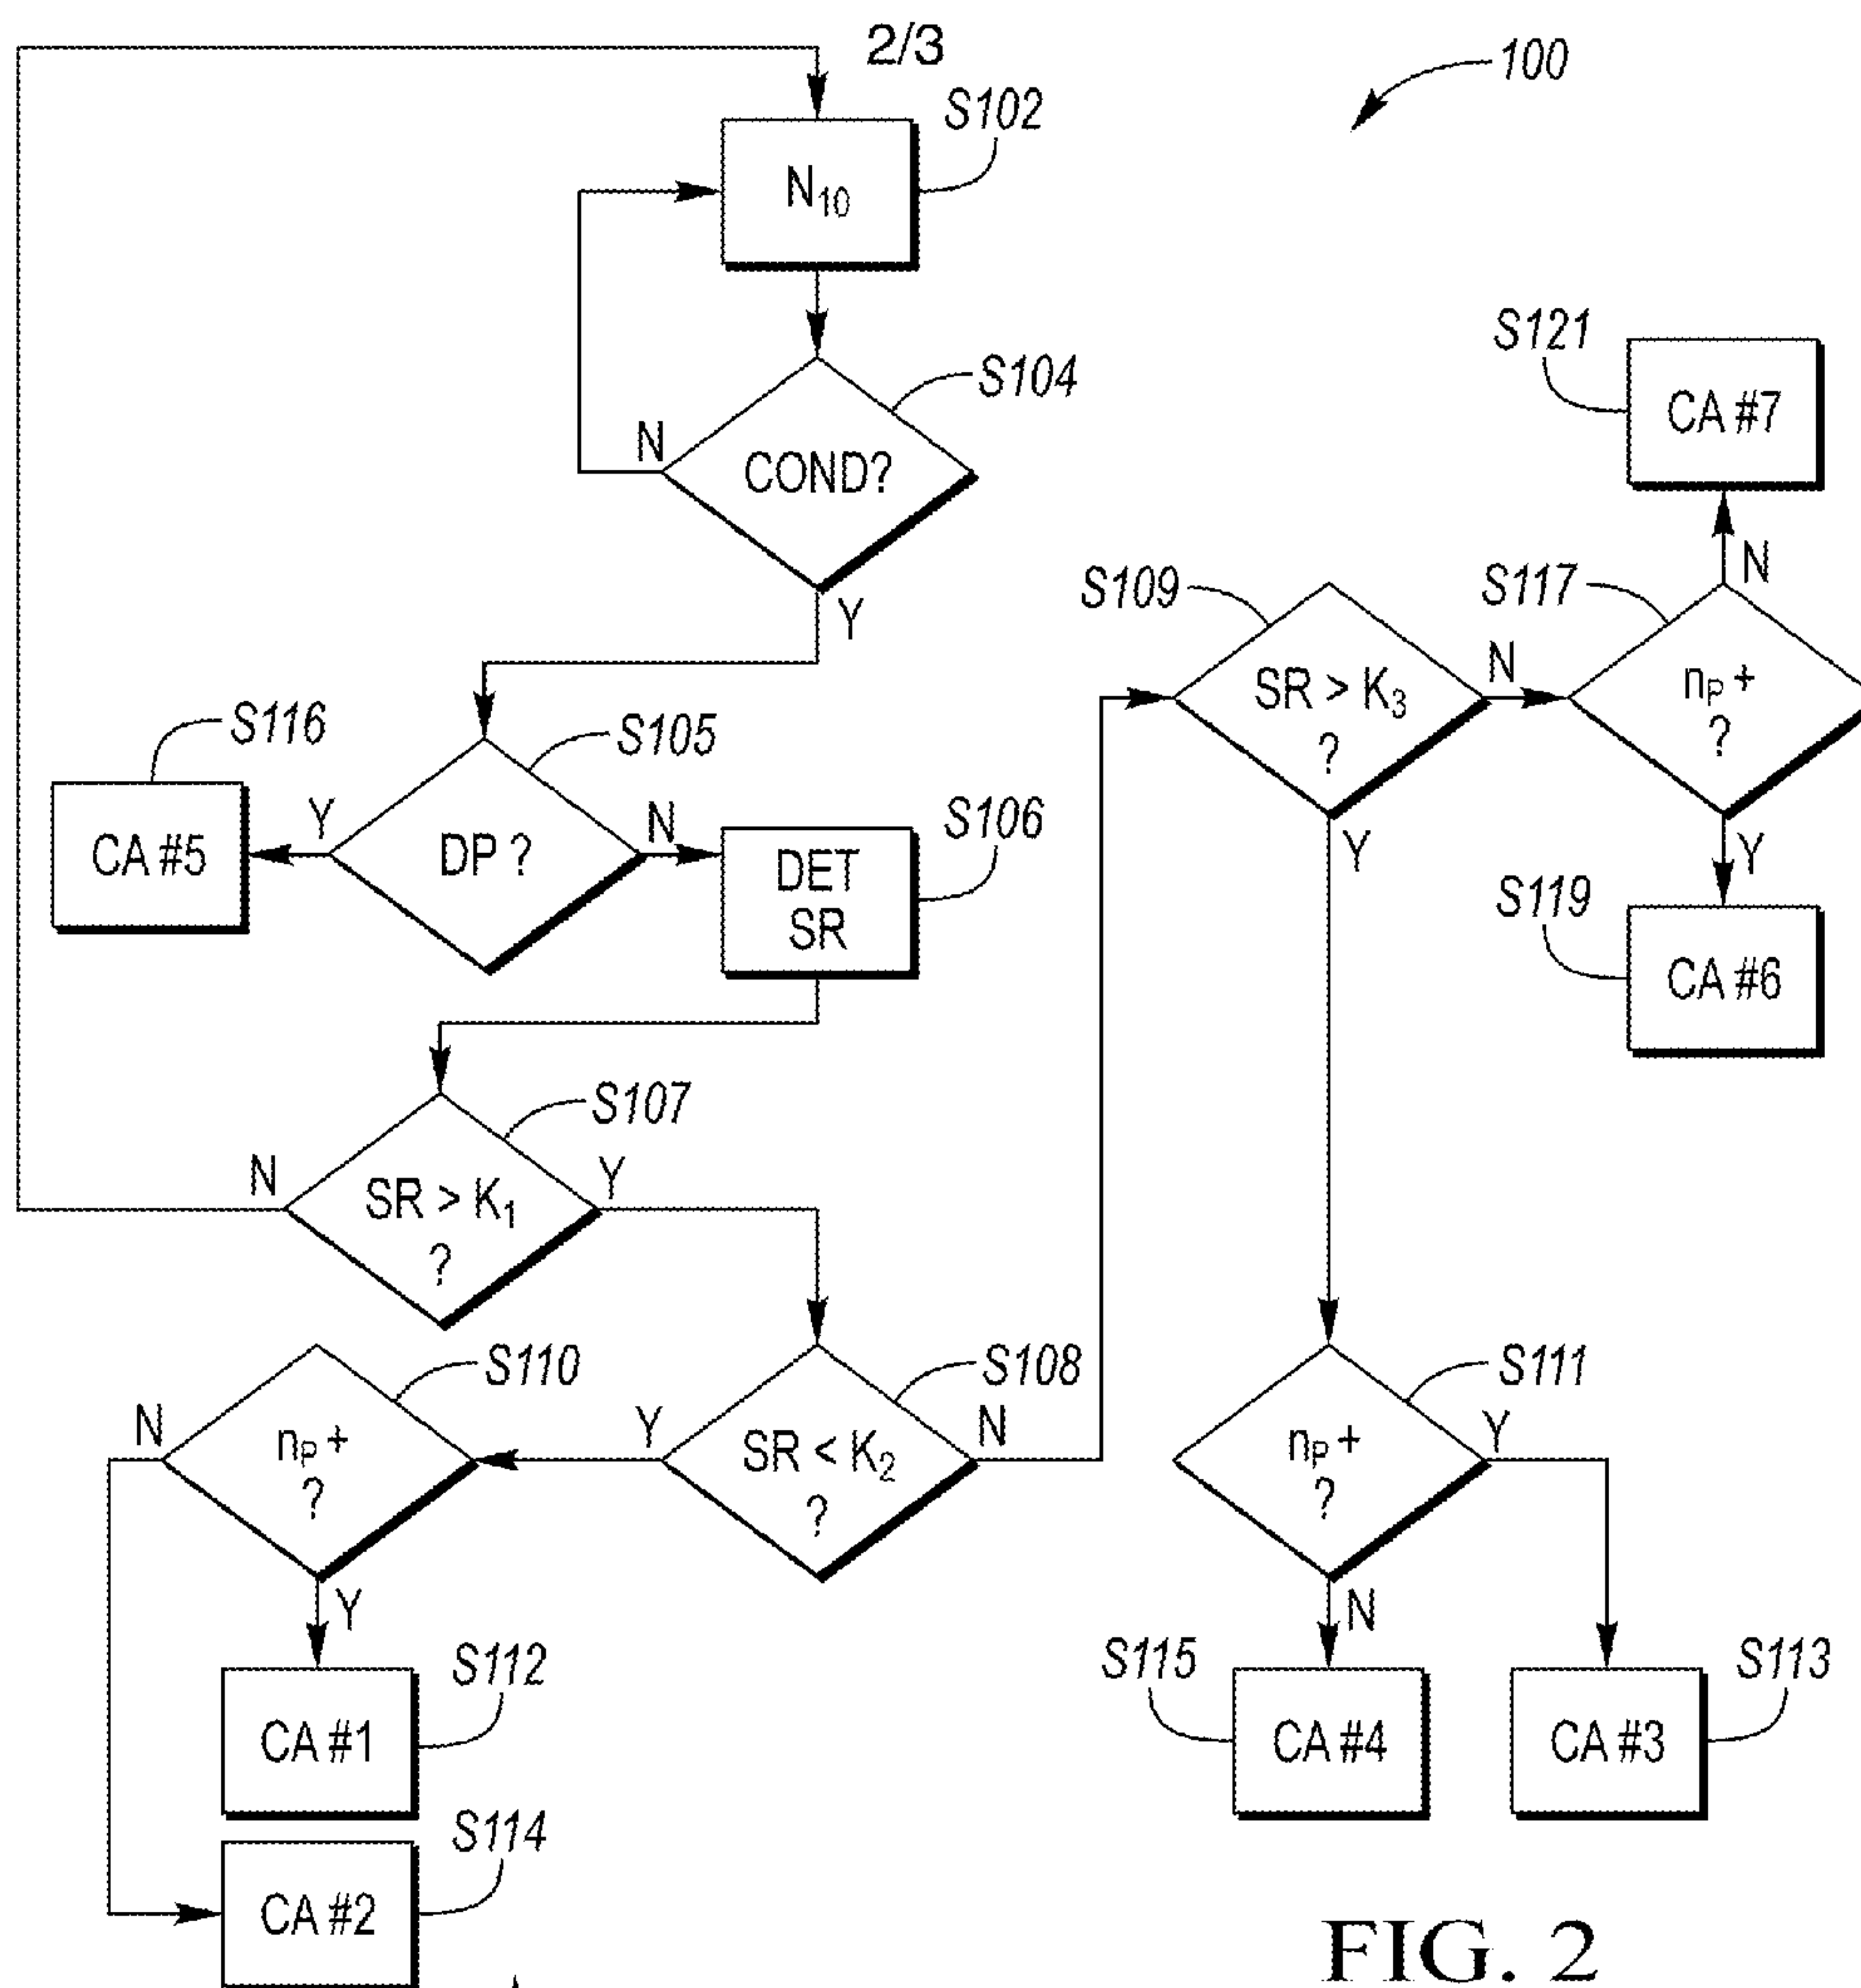 2/3
100
S102
N10
S104
N
COND?
Y
S121
CA #7
N
S109
S117
SR > K3
?
N
nP +
?
Y
Y
S119
CA #6
S116
S105
Y
N
S106
CA #5
DP ?
DET
SR
S107
N
Y
SR > K1
?
S110
S108
S111
N
nP +
?
Y
SR < K2
?
N
nP +
?
Y
Y
N
S112
S115
S113
CA #1
CA #4
CA #3
S114
CA #2
FIG. 2